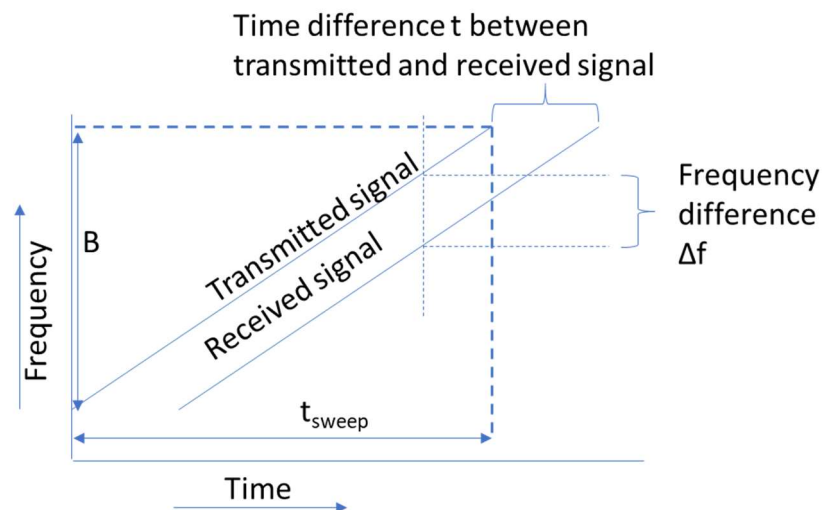 Time difference t between
transmitted and received signal
Transmitted signal
Received signal
Frequency
difference
Δf
B
Frequency
tsweep
Time